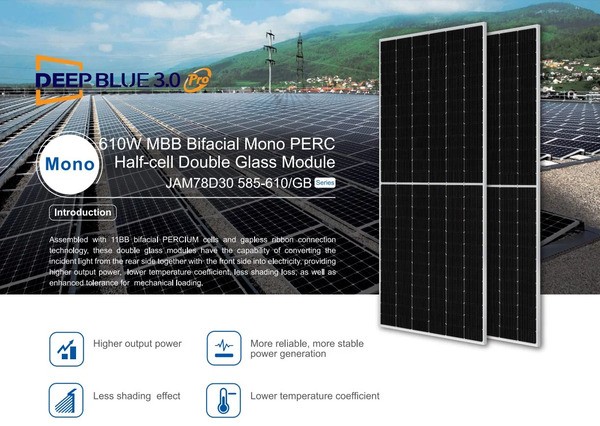 DEEP BLUE 3.0 Pro
610W MBB Bifacial Mono PERC
Half-cell Double Glass Module
Mono
JAM78D30 585-610/GB Series
Introduction
Assembled with 11BB bifacial PERCIUM cells and gapless ribbon connection
technology, these double glass modules have the capability of converting the
incident light from the rear side together with the front side into electricity, providing
higher output power, lower temperature coefficient, less shading loss, as well as
enhanced tolerance for mechanical loading.
Higher output power
More reliable, more stable
power generation
Less shading effect
Lower temperature coefficient